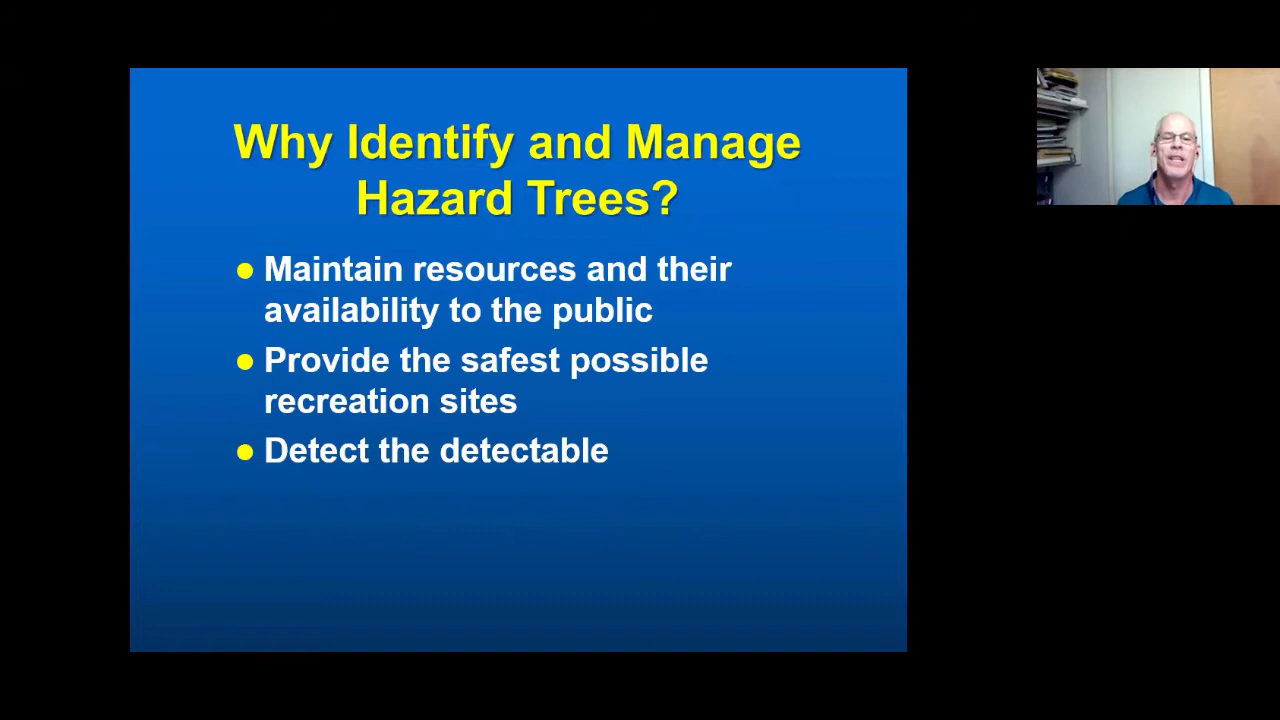 Why Identify and Manage
Hazard Trees?
● Maintain resources and their
availability to the public
● Provide the safest possible
recreation sites
● Detect the detectable